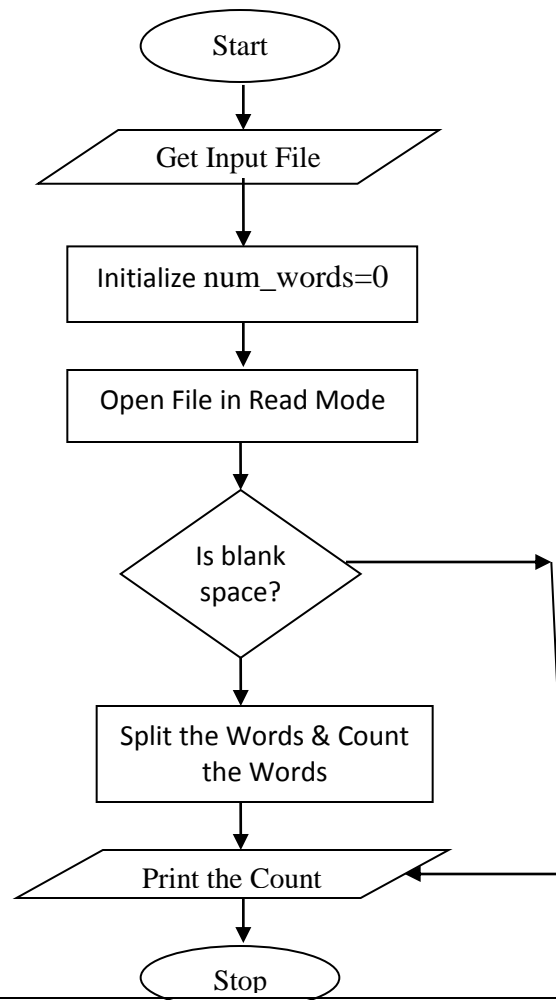 Start
Get Input File
Initialize num_words=0
Open File in Read Mode
Is blank
space?
Split the Words & Count
the Words
Print the Count
Stop